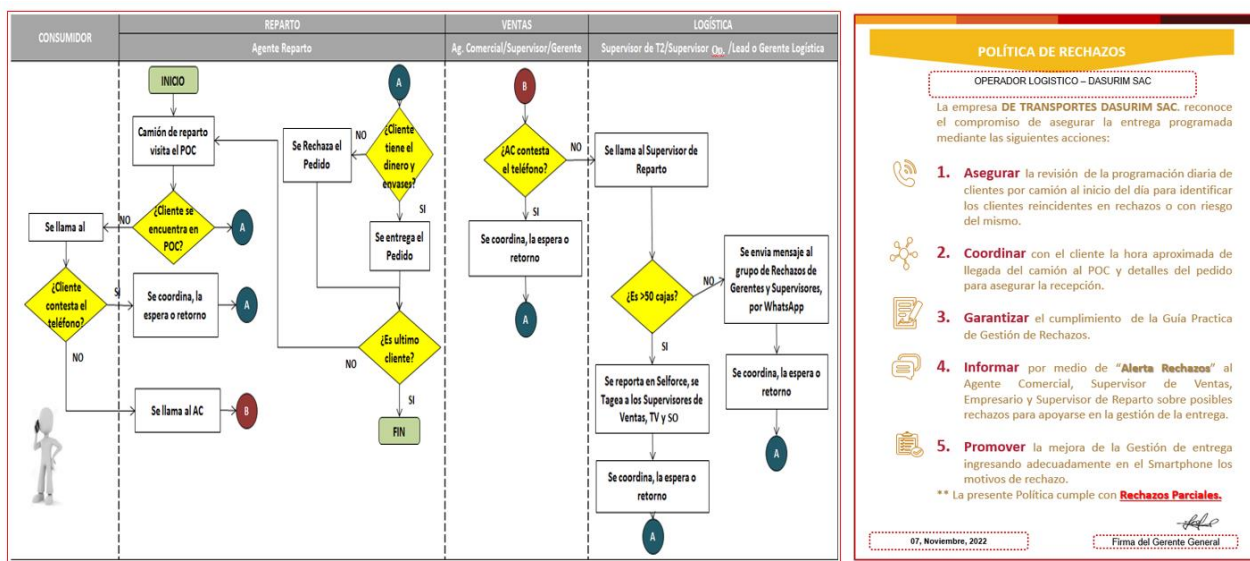 CONSUMIDOR
REPARTO
Agente Reparto
VENTAS
Ag. Comercial/Supervisor/Gerente
LOGÍSTICA
Supervisor de T2/Supervisor Op. /Lead o Gerente Logística
INICIO
Camión de reparto
visita el POC
¿Cliente se
encuentra en
POC?
NO
A
Se llama al
¿Cliente
contesta el
teléfono?
SI
Se coordina, la
espera o retorno
A
NO
Se llama al AC
B
A
¿Cliente
tiene el
dinero y
envases?
NO
Se Rechaza el
Pedido
SI
Se entrega el
Pedido
¿Es ultimo
cliente?
NO
SI
FIN
B
¿AC contesta
el teléfono?
NO
SI
Se coordina, la espera o
retorno
A
Se llama al Supervisor de
Reparto
¿Es >50 cajas?
NO
Se envia mensaje al
grupo de Rechazos de
Gerentes y Supervisores,
por WhatsApp
Se coordina, la espera o
retorno
A
SI
Se reporta en Selforce, se
Tagea a los Supervisores de
Ventas, TV y SO
Se coordina, la espera o
retorno
A
POLÍTICA DE RECHAZOS
OPERADOR LOGISTICO – DASURIM SAC
La empresa DE TRANSPORTES DASURIM SAC. reconoce
el compromiso de asegurar la entrega programada
mediante las siguientes acciones:
1. Asegurar la revisión de la programación diaria de
clientes por camión al inicio del día para identificar
los clientes reincidentes en rechazos o con riesgo
del mismo.
2. Coordinar con el cliente la hora aproximada de
llegada del camión al POC y detalles del pedido
para asegurar la recepción.
3. Garantizar el cumplimiento de la Guía Practica
de Gestión de Rechazos.
4. Informar por medio de “Alerta Rechazos” al
Agente Comercial, Supervisor de Ventas,
Empresario y Supervisor de Reparto sobre posibles
rechazos para apoyarse en la gestión de la entrega.
5. Promover la mejora de la Gestión de entrega
ingresando adecuadamente en el Smartphone los
motivos de rechazo.
** La presente Política cumple con Rechazos Parciales.
07, Noviembre, 2022
Firma del Gerente General